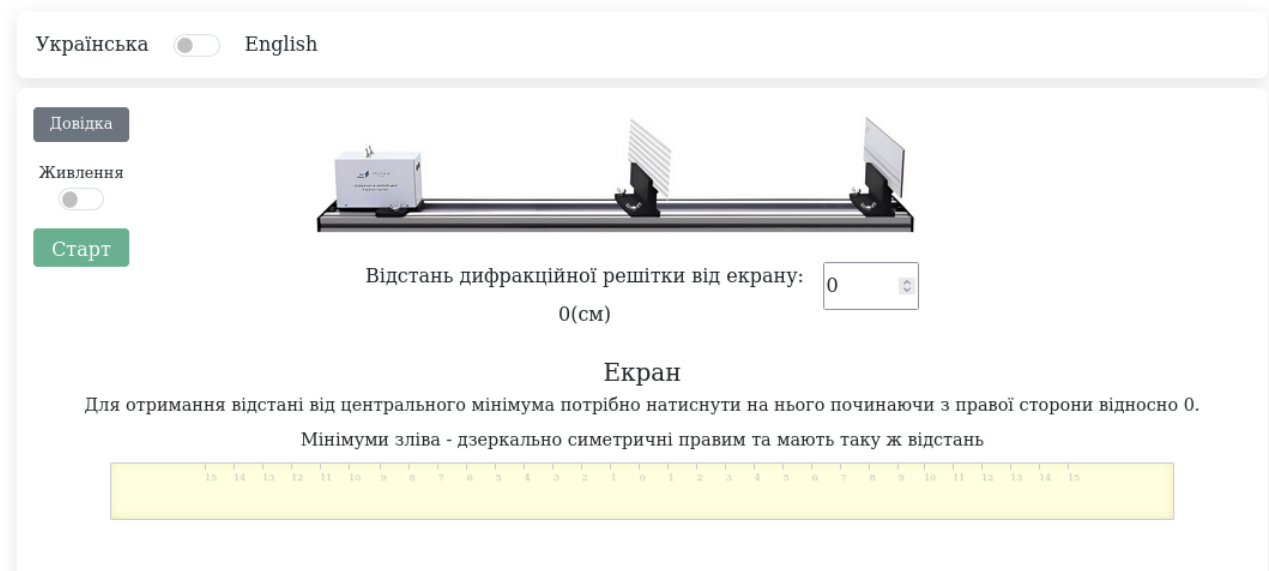 Українська English
Довідка
Живлення
Старт
Відстань дифракційної решітки від екрану: 0
0(см)
Екран
Для отримання відстані від центрального мінімума потрібно натиснути на нього починаючи з правої сторони відносно 0.
Мінімуми зліва - дзеркально симетричні правим та мають таку ж відстань
15 14 13 12 11 10 9 8 7 6 5 4 3 2 1 0 1 2 3 4 5 6 7 8 9 10 11 12 13 14 15